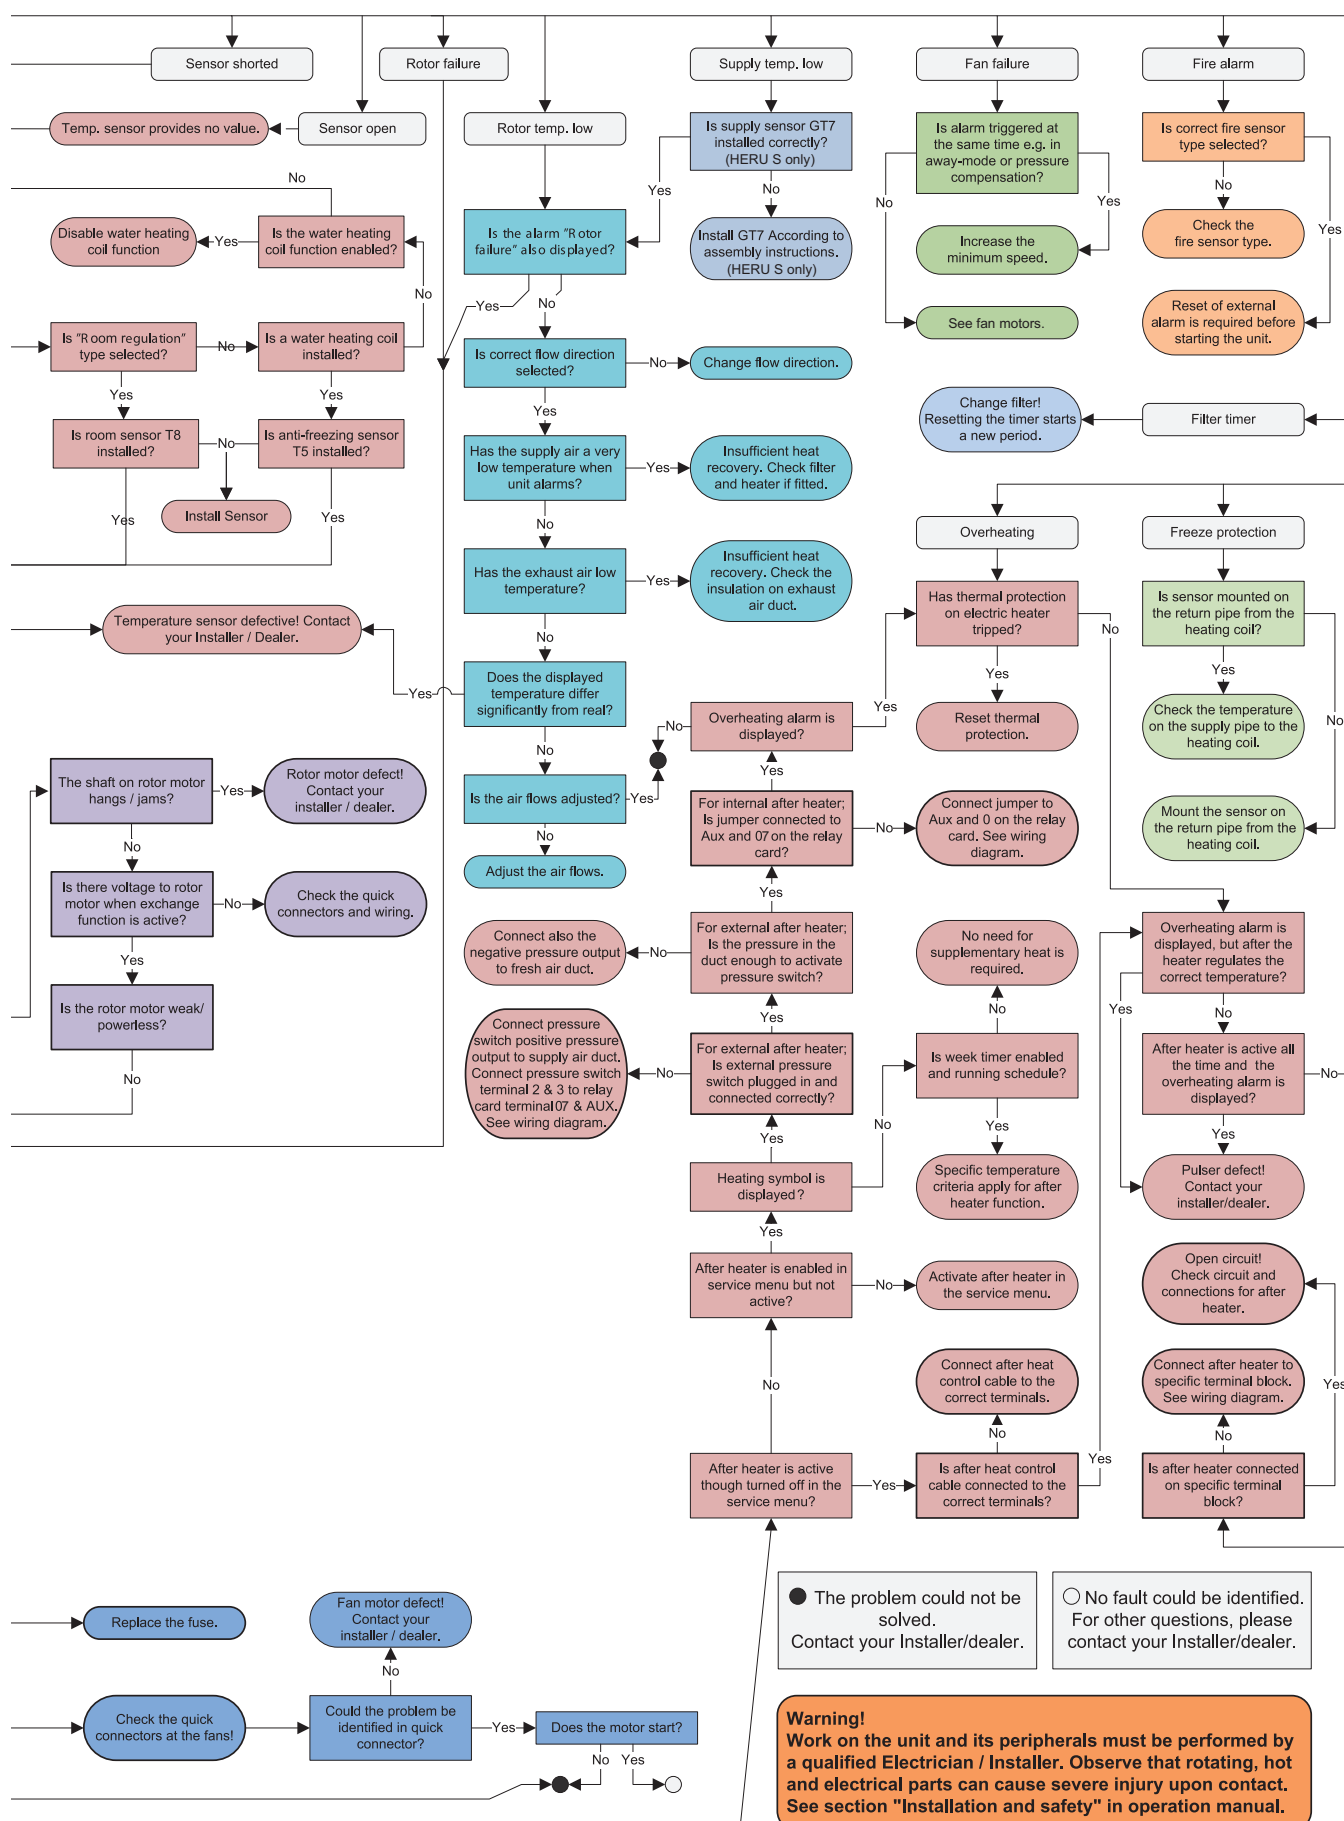 Sensor shorted
Rotor failure
Supply temp. low
Fan failure
Fire alarm
Temp. sensor provides no value.
Sensor open
Rotor temp. low
Is supply sensor GT7
installed correctly?
(HERU S only)
Is alarm triggered at
the same time e.g. in
away-mode or pressure
compensation?
Is correct fire sensor
type selected?
No
Yes
No
No
Yes
No
Yes
Disable water heating
coil function
Yes
Is the water heating
coil function enabled?
Is the alarm "Rotor
failure" also displayed?
Install GT7 According to
assembly instructions.
(HERU S only)
Increase the
minimum speed.
Check the
fire sensor type.
No
Yes
No
See fan motors.
Reset of external
alarm is required before
starting the unit.
Is "Room regulation"
type selected?
No
Is a water heating coil
installed?
Is correct flow direction
selected?
No
Change flow direction.
Yes
Yes
Yes
Change filter!
Resetting the timer starts
a new period.
Filter timer
Is room sensor T8
installed?
No
Is anti-freezing sensor
T5 installed?
Has the supply air a very
low temperature when
unit alarms?
Yes
Insufficient heat
recovery. Check filter
and heater if fitted.
Yes
Install Sensor
Yes
No
Overheating
Freeze protection
Has the exhaust air low
temperature?
Yes
Insufficient heat
recovery. Check the
insulation on exhaust
air duct.
Has thermal protection
on electric heater
tripped?
No
Is sensor mounted on
the return pipe from the
heating coil?
Temperature sensor defective! Contact
your Installer / Dealer.
No
Yes
Yes
Yes
Does the displayed
temperature differ
significantly from real?
Yes
No
Overheating alarm is
displayed?
Reset thermal
protection.
Check the temperature
on the supply pipe to the
heating coil.
No
No
Yes
The shaft on rotor motor
hangs / jams?
Yes
Rotor motor defect!
Contact your
installer / dealer.
Is the air flows adjusted?
Yes
For internal after heater;
Is jumper connected to
Aux and 07 on the relay
card?
No
Connect jumper to
Aux and 0 on the relay
card. See wiring
diagram.
Mount the sensor on
the return pipe from the
heating coil.
No
No
Adjust the air flows.
Is there voltage to rotor
motor when exchange
function is active?
No
Check the quick
connectors and wiring.
Yes
Connect also the
negative pressure output
to fresh air duct.
No
For external after heater;
Is the pressure in the
duct enough to activate
pressure switch?
No need for
supplementary heat is
required.
Overheating alarm is
displayed, but after the
heater regulates the
correct temperature?
Yes
Yes
No
Yes
No
Is the rotor motor weak/
powerless?
Connect pressure
switch positive pressure
output to supply air duct.
Connect pressure switch
terminal 2 & 3 to relay
card terminal 07 & AUX.
See wiring diagram.
No
For external after heater;
Is external pressure
switch plugged in and
connected correctly?
Is week timer enabled
and running schedule?
After heater is active all
the time and the
overheating alarm is
displayed?
No
No
Yes
No
Yes
Yes
Heating symbol is
displayed?
Specific temperature
criteria apply for after
heater function.
Pulser defect!
Contact your
installer/dealer.
Yes
After heater is enabled in
service menu but not
active?
No
Activate after heater in
the service menu.
Open circuit!
Check circuit and
connections for after
heater.
No
Connect after heat
control cable to the
correct terminals.
Connect after heater to
specific terminal block.
See wiring diagram.
Yes
No
No
Yes
After heater is active
though turned off in the
service menu?
Yes
Is after heat control
cable connected to the
correct terminals?
Is after heater connected
on specific terminal
block?
The problem could not be
solved.
Contact your Installer/dealer.
No fault could be identified.
For other questions, please
contact your Installer/dealer.
Replace the fuse.
Fan motor defect!
Contact your
installer / dealer.
No
Check the quick
connectors at the fans!
Could the problem be
identified in quick
connector?
Yes
Does the motor start?
No
Yes
Warning!
Work on the unit and its peripherals must be performed by
a qualified Electrician / Installer. Observe that rotating, hot
and electrical parts can cause severe injury upon contact.
See section "Installation and safety" in operation manual.